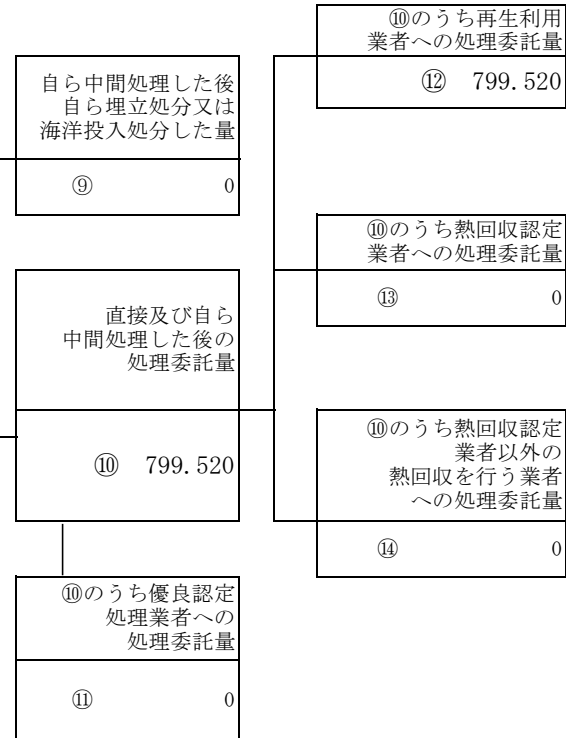 ⑩のうち再生利用
業者への処理委託量
⑫ 799.520
自ら中間処理した後
自ら埋立処分又は
海洋投入処分した量
⑨ 0
⑩のうち熱回収認定
業者への処理委託量
⑬ 0
直接及び自ら
中間処理した後の
処理委託量
⑩ 799.520
⑩のうち熱回収認定
業者以外の
熱回収を行う業者
への処理委託量
⑭ 0
⑩のうち優良認定
処理業者への
処理委託量
⑪ 0